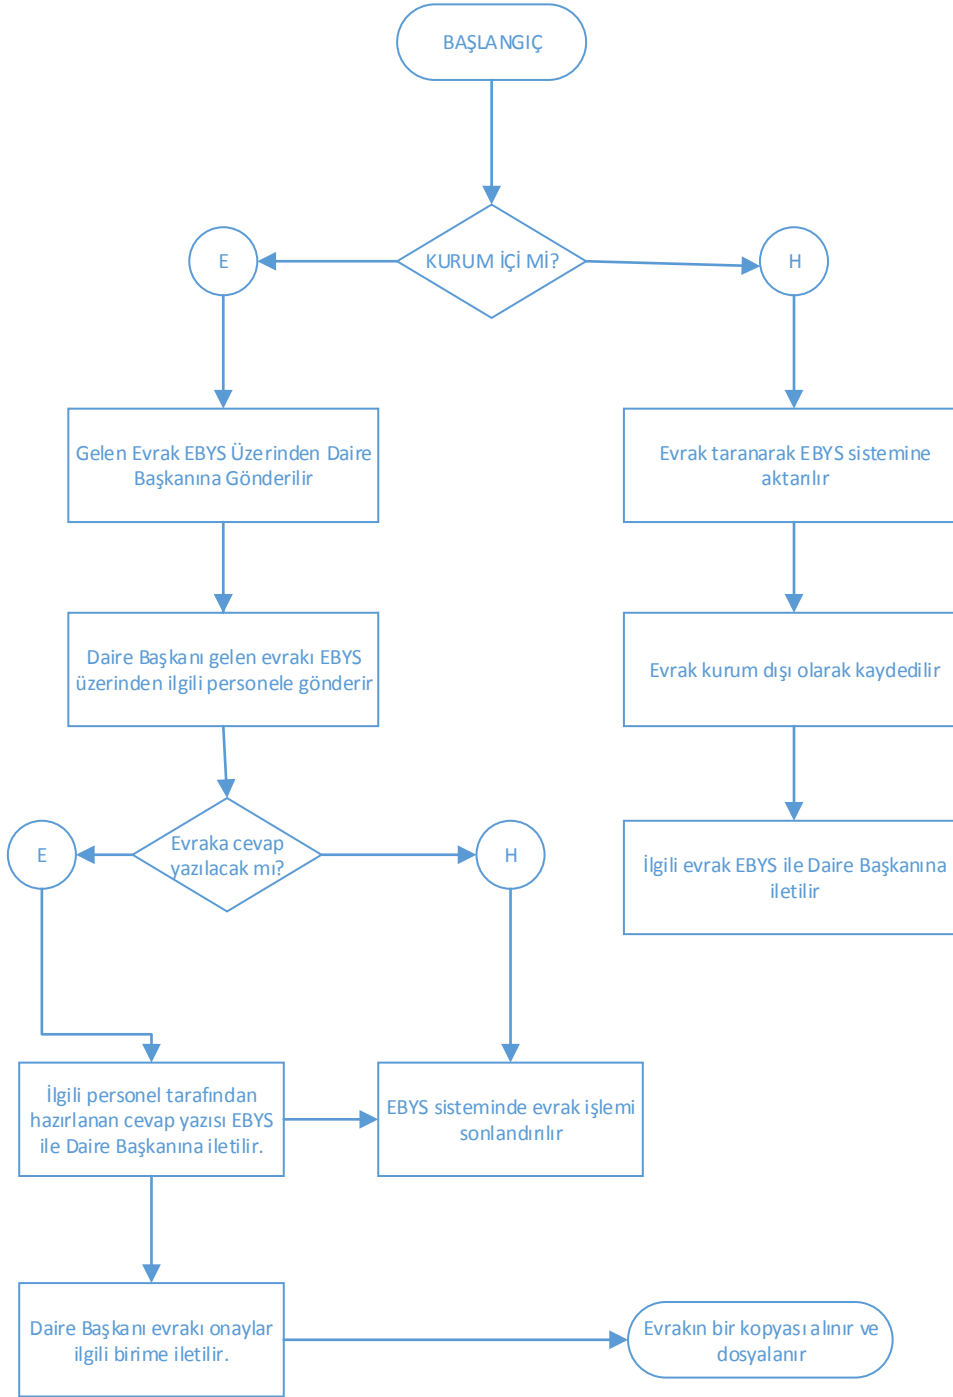 BAŞLANGIÇ
E
KURUM İÇİ Mİ?
H
Gelen Evrak EBYS Üzerinden Daire
Başkanına Gönderilir
Evrak taranarak EBYS sistemine
aktarılır
Daire Başkanı gelen evrakı EBYS
üzerinden ilgili personele gönderir
Evrak kurum dışı olarak kaydedilir
E
Evraka cevap
yazılacak mı?
H
İlgili evrak EBYS ile Daire Başkanına
iletilir
İlgili personel tarafından
hazırlanan cevap yazısı EBYS
ile Daire Başkanına iletilir.
EBYS sisteminde evrak işlemi
sonlandırılır
Daire Başkanı evrakı onaylar
ilgili birime iletilir.
Evrakın bir kopyası alınır ve
dosyalanır